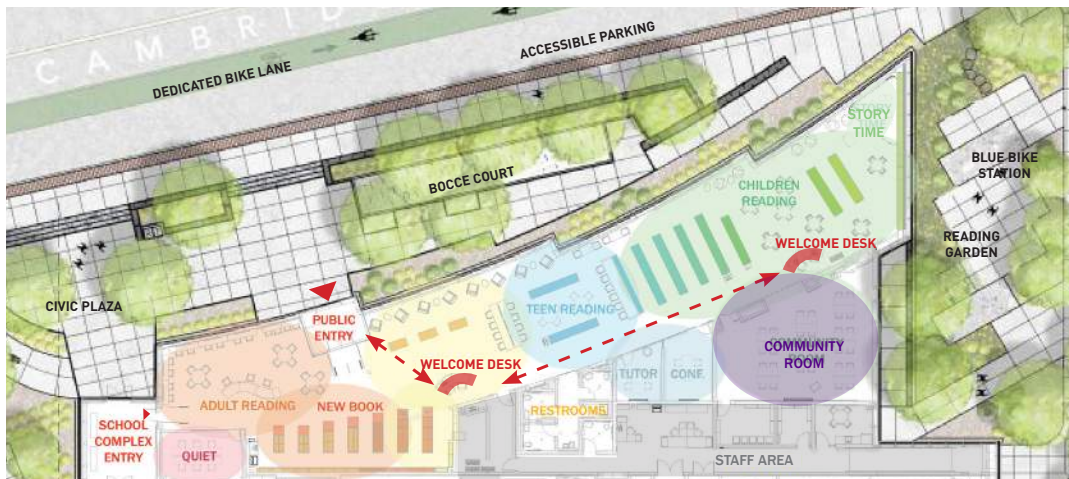 CAMBRID
DEDICATED BIKE LANE
ACCESSIBLE PARKING
BOCCE COURT
STORY
TIME
CHILDREN
READING
BLUE BIKE
STATION
READING
GARDEN
WELCOME DESK
CIVIC PLAZA
PUBLIC
ENTRY
TEEN READING
COMMUNITY
ROOM
WELCOME DESK
TUTOR
CONF.
ADULT READING
NEW BOOK
RESTROOMS
SCHOOL
COMPLEX
ENTRY
QUIET
STAFF AREA